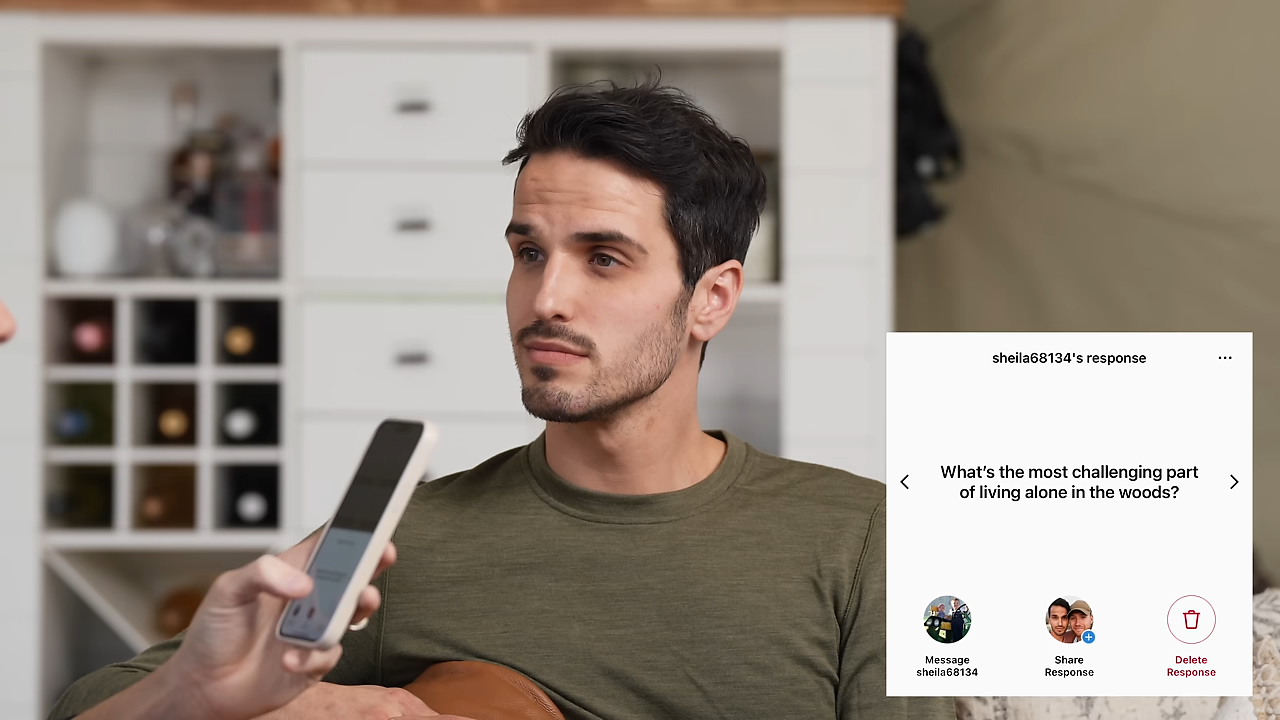 sheila68134's response
What's the most challenging part
of living alone in the woods?
Message
sheila68134
Share
Response
Delete
Response